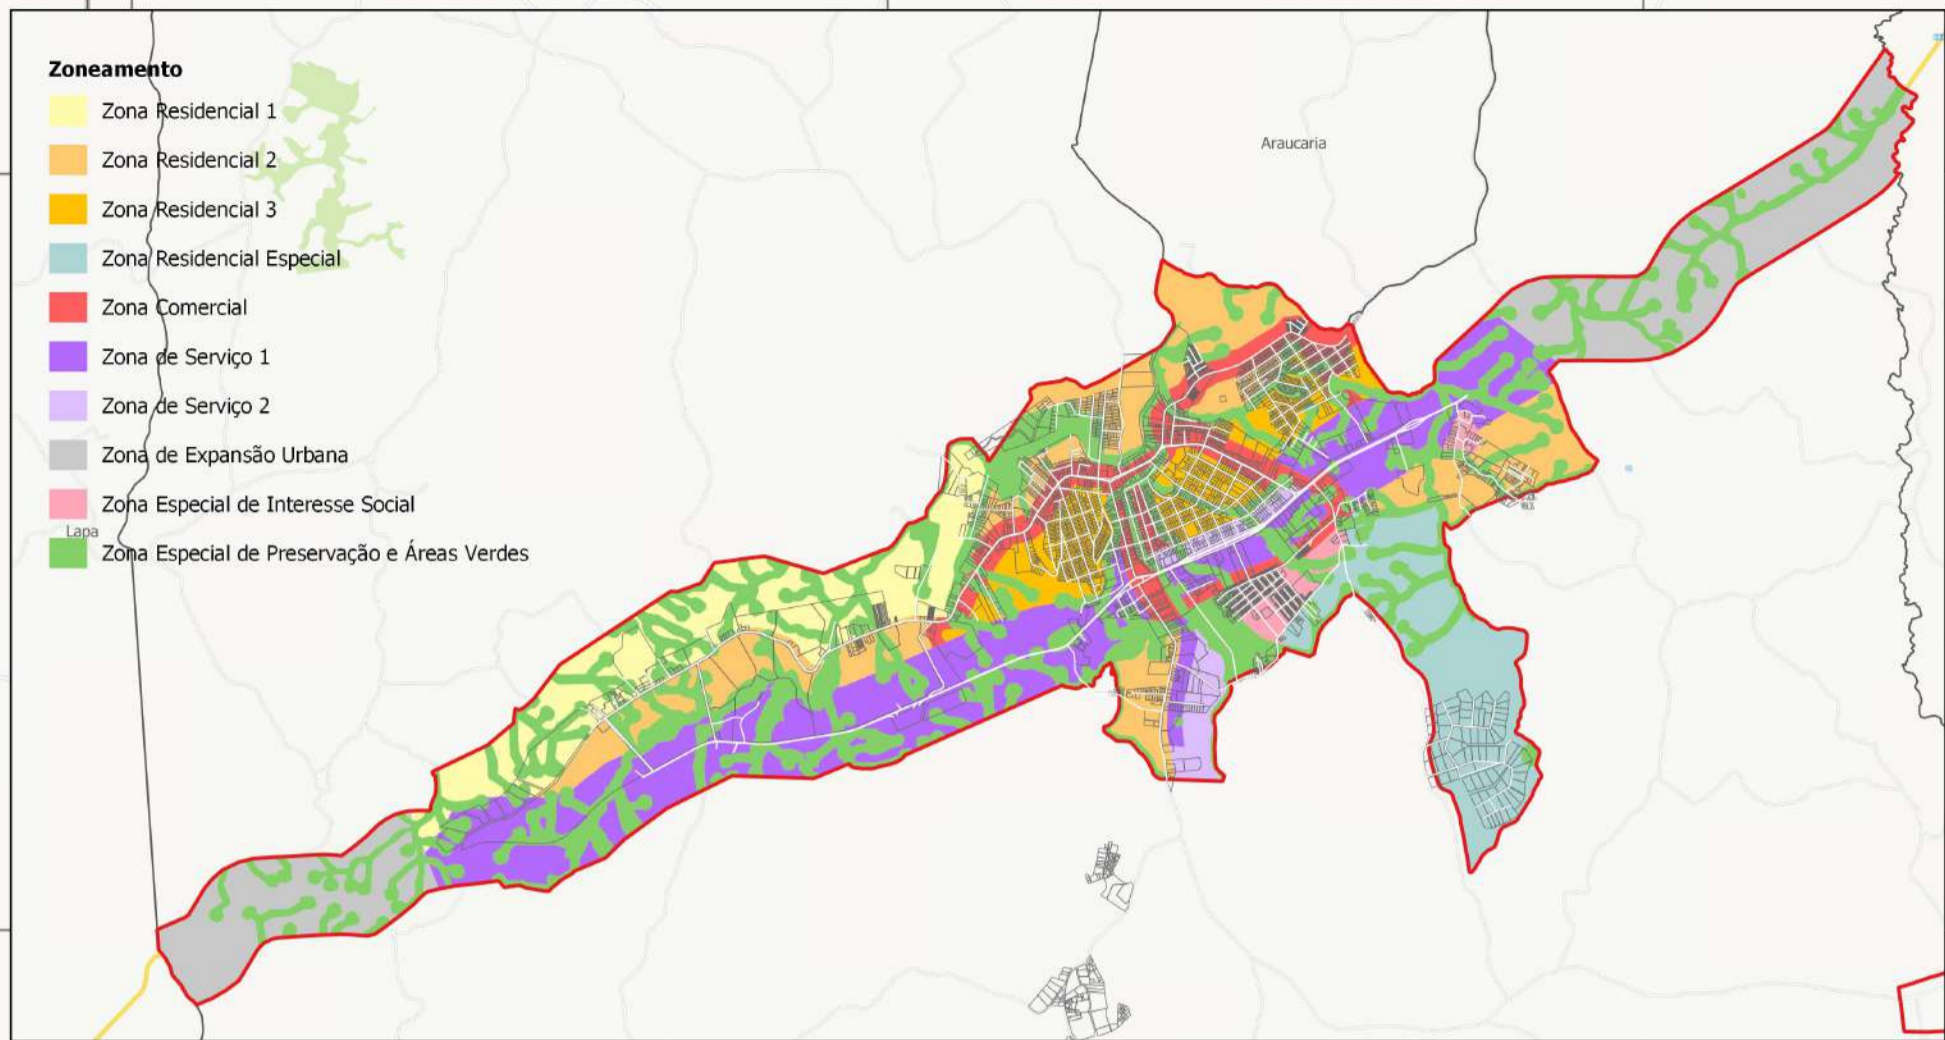 Zoneamento
Zona Residencial 1
Zona Residencial 2
Zona Residencial 3
Zona Residencial Especial
Zona Comercial
Zona de Serviço 1
Zona de Serviço 2
Zona de Expansão Urbana
Zona Especial de Interesse Social
Zona Especial de Preservação e Áreas Verdes
Araucaria
Lapa